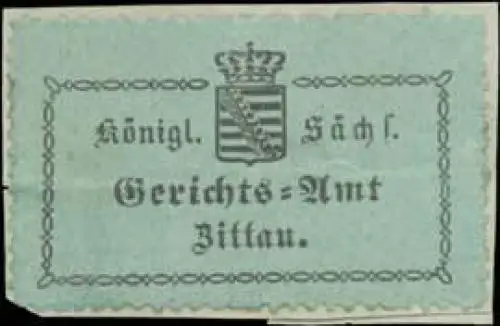 Königl. Sächs.
Gerichts=Amt
Zittau.